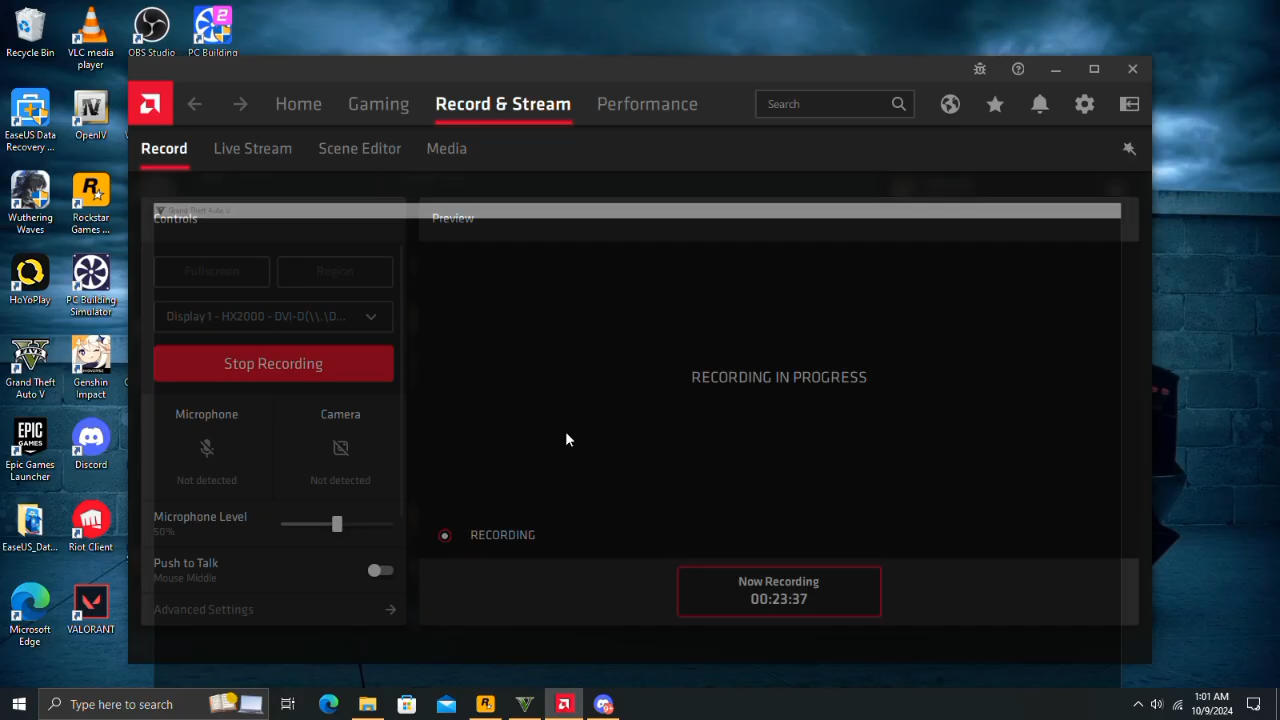 Recycle Bin
VLC media
player
OBS Studio
2
PC Building
EaseUS Data
Recovery ...
OpenIV
Wuthering
Waves
Rockstar
Games ...
HoYoPlay
PC Building
Simulator
Grand Theft
Auto V
Genshin
Impact
Epic Games
Launcher
Discord
EaseUS_Dat...
Riot Client
Microsoft
Edge
VALORANT
Home
Gaming
Record & Stream
Performance
Search
Record
Live Stream
Scene Editor
Media
Grand Theft Auto V
Controls
Preview
Fullscreen
Region
Display 1 - HX2000 - DVI-D(\\.\D...
Stop Recording
Microphone
Camera
Not detected
Not detected
Microphone Level
50%
Push to Talk
Mouse Middle
Advanced Settings
RECORDING IN PROGRESS
RECORDING
Now Recording
00:23:37
Type here to search
1:01 AM
10/9/2024